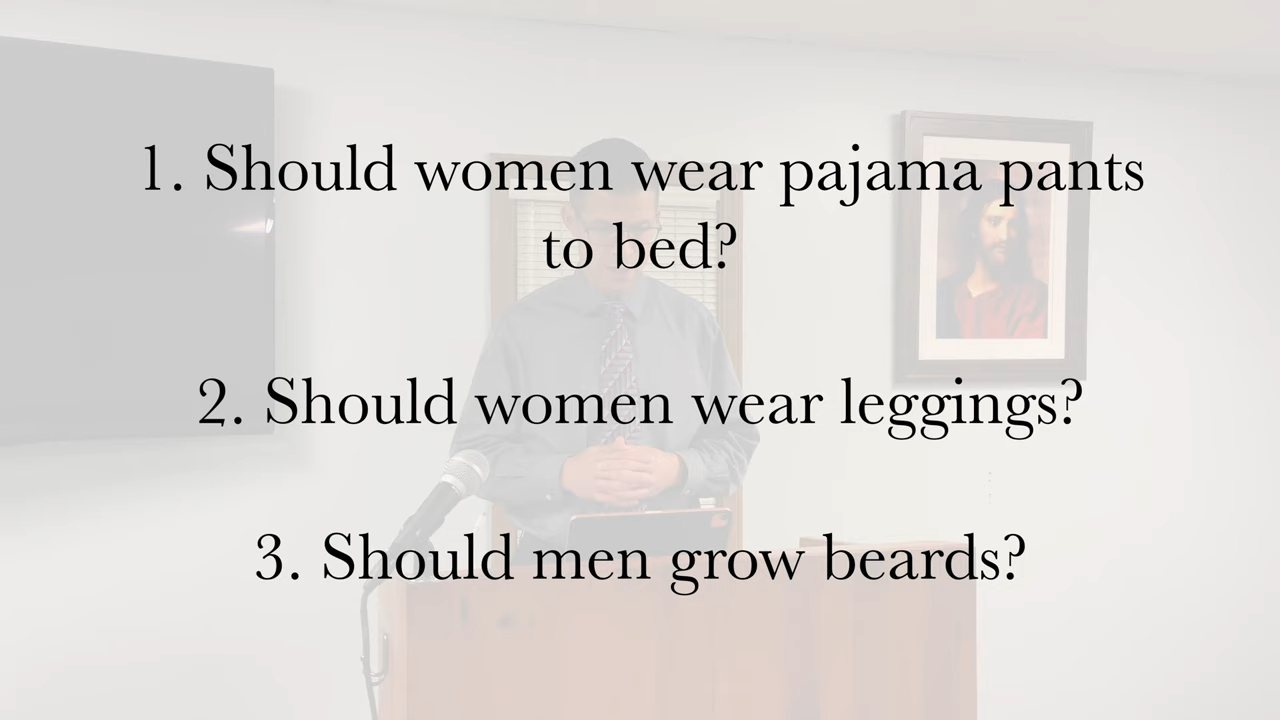 1. Should women wear pajama pants
to bed?
2. Should women wear leggings?
3. Should men grow beards?